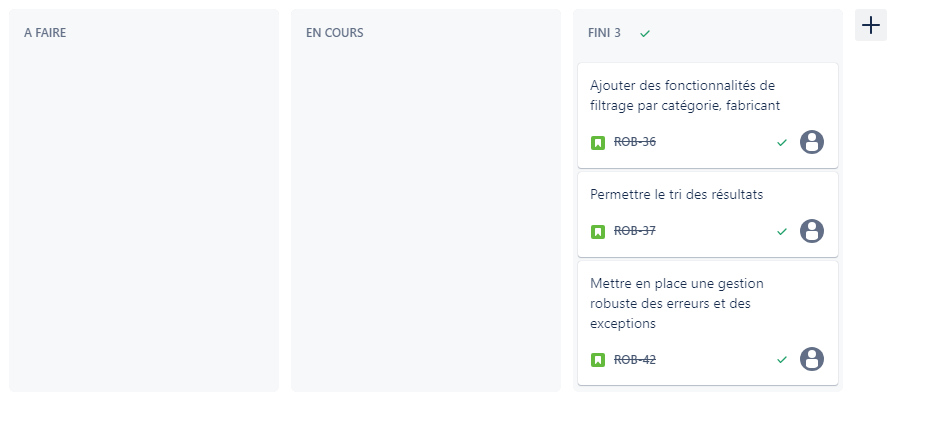 A FAIRE
EN COURS
FINI 3
Ajouter des fonctionnalités de
filtrage par catégorie, fabricant
ROB-36
Permettre le tri des résultats
ROB-37
Mettre en place une gestion
robuste des erreurs et des
exceptions
ROB-42